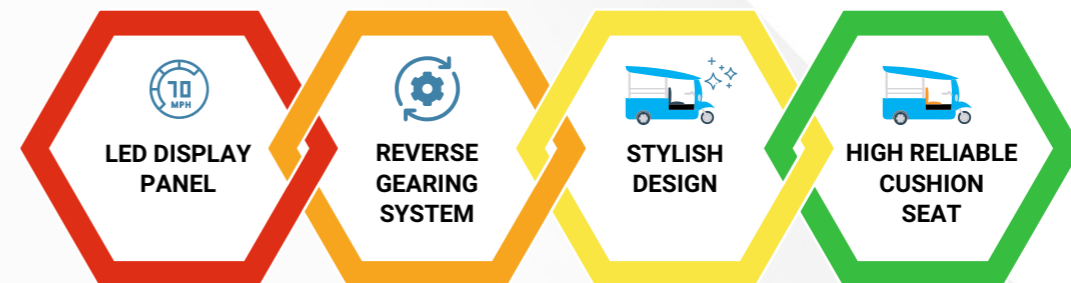 70
MPH
LED DISPLAY
PANEL
REVERSE
GEARING
SYSTEM
STYLISH
DESIGN
HIGH RELIABLE
CUSHION
SEAT